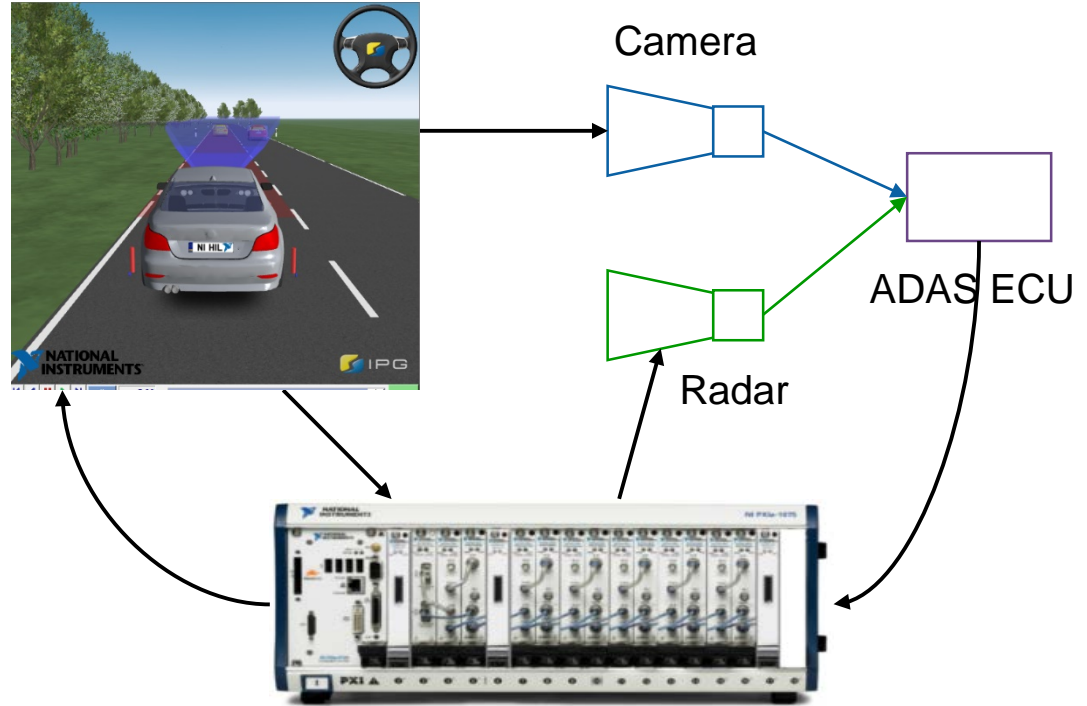 Camera
NI HIL
ADAS ECU
NATIONAL
INSTRUMENTS
IPG
Radar
NATIONAL
INSTRUMENTS
PXI